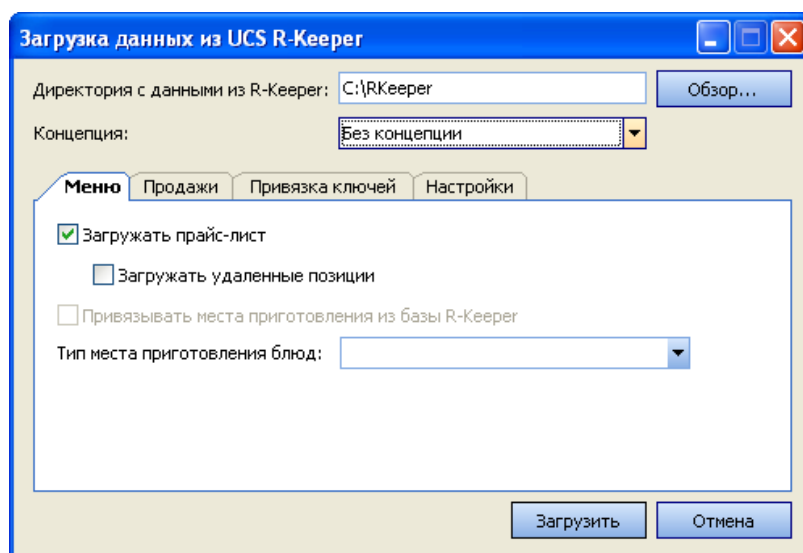 Загрузка данных из UCS R-Keeper
Директория с данными из R-Keeper: C:\RKeeper Обзор...
Концепция: Без концепции
Меню Продажи Привязка ключей Настройки
Загружать прайс-лист
Загружать удаленные позиции
Привязывать места приготовления из базы R-Keeper
Тип места приготовления блюд:
Загрузить Отмена